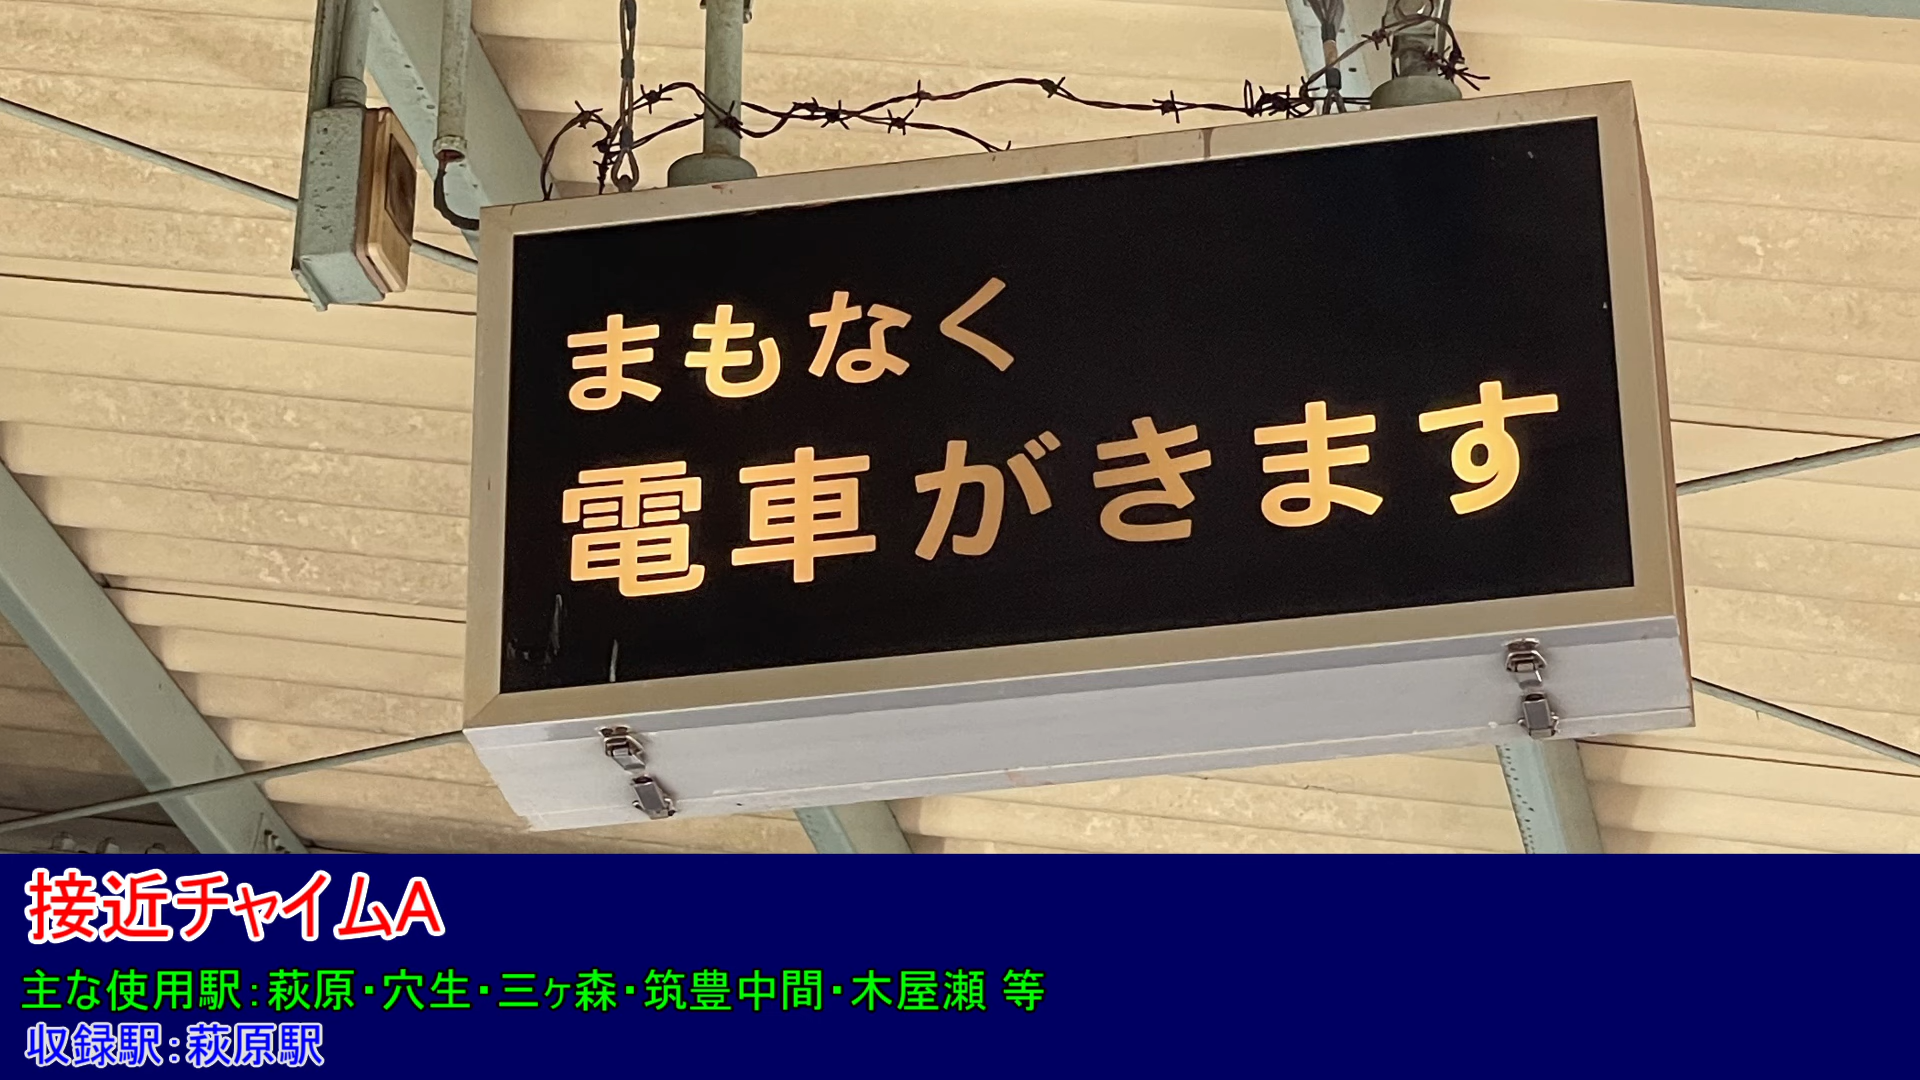 まもなく
電車がきます
接近チャイムA
主な使用駅:萩原・穴生・三ヶ森・筑豊中間・木屋瀬 等
収録駅:萩原駅